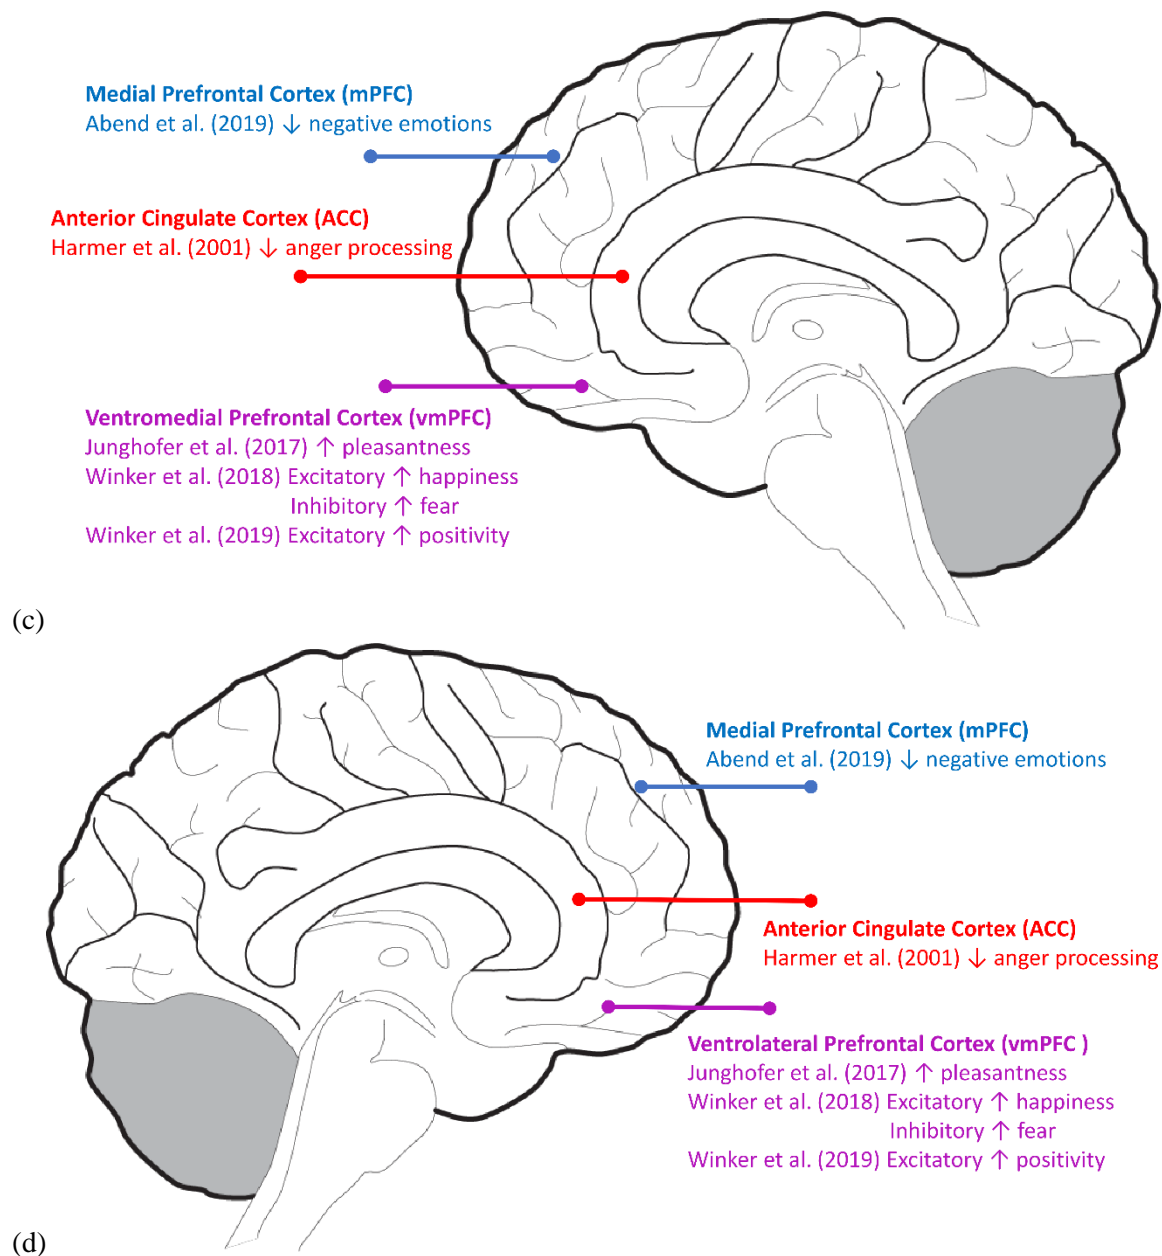 Medial Prefrontal Cortex (mPFC)
Abend et al. (2019) ↓ negative emotions
Anterior Cingulate Cortex (ACC)
Harmer et al. (2001) ↓ anger processing
Ventromedial Prefrontal Cortex (vmPFC)
Junghofer et al. (2017) ↑ pleasantness
Winker et al. (2018) Excitatory ↑ happiness
Inhibitory ↑ fear
Winker et al. (2019) Excitatory ↑ positivity
(c)
Medial Prefrontal Cortex (mPFC)
Abend et al. (2019) ↓ negative emotions
Anterior Cingulate Cortex (ACC)
Harmer et al. (2001) ↓ anger processing
Ventrolateral Prefrontal Cortex (vmPFC )
Junghofer et al. (2017) ↑ pleasantness
Winker et al. (2018) Excitatory ↑ happiness
Inhibitory ↑ fear
Winker et al. (2019) Excitatory ↑ positivity
(d)